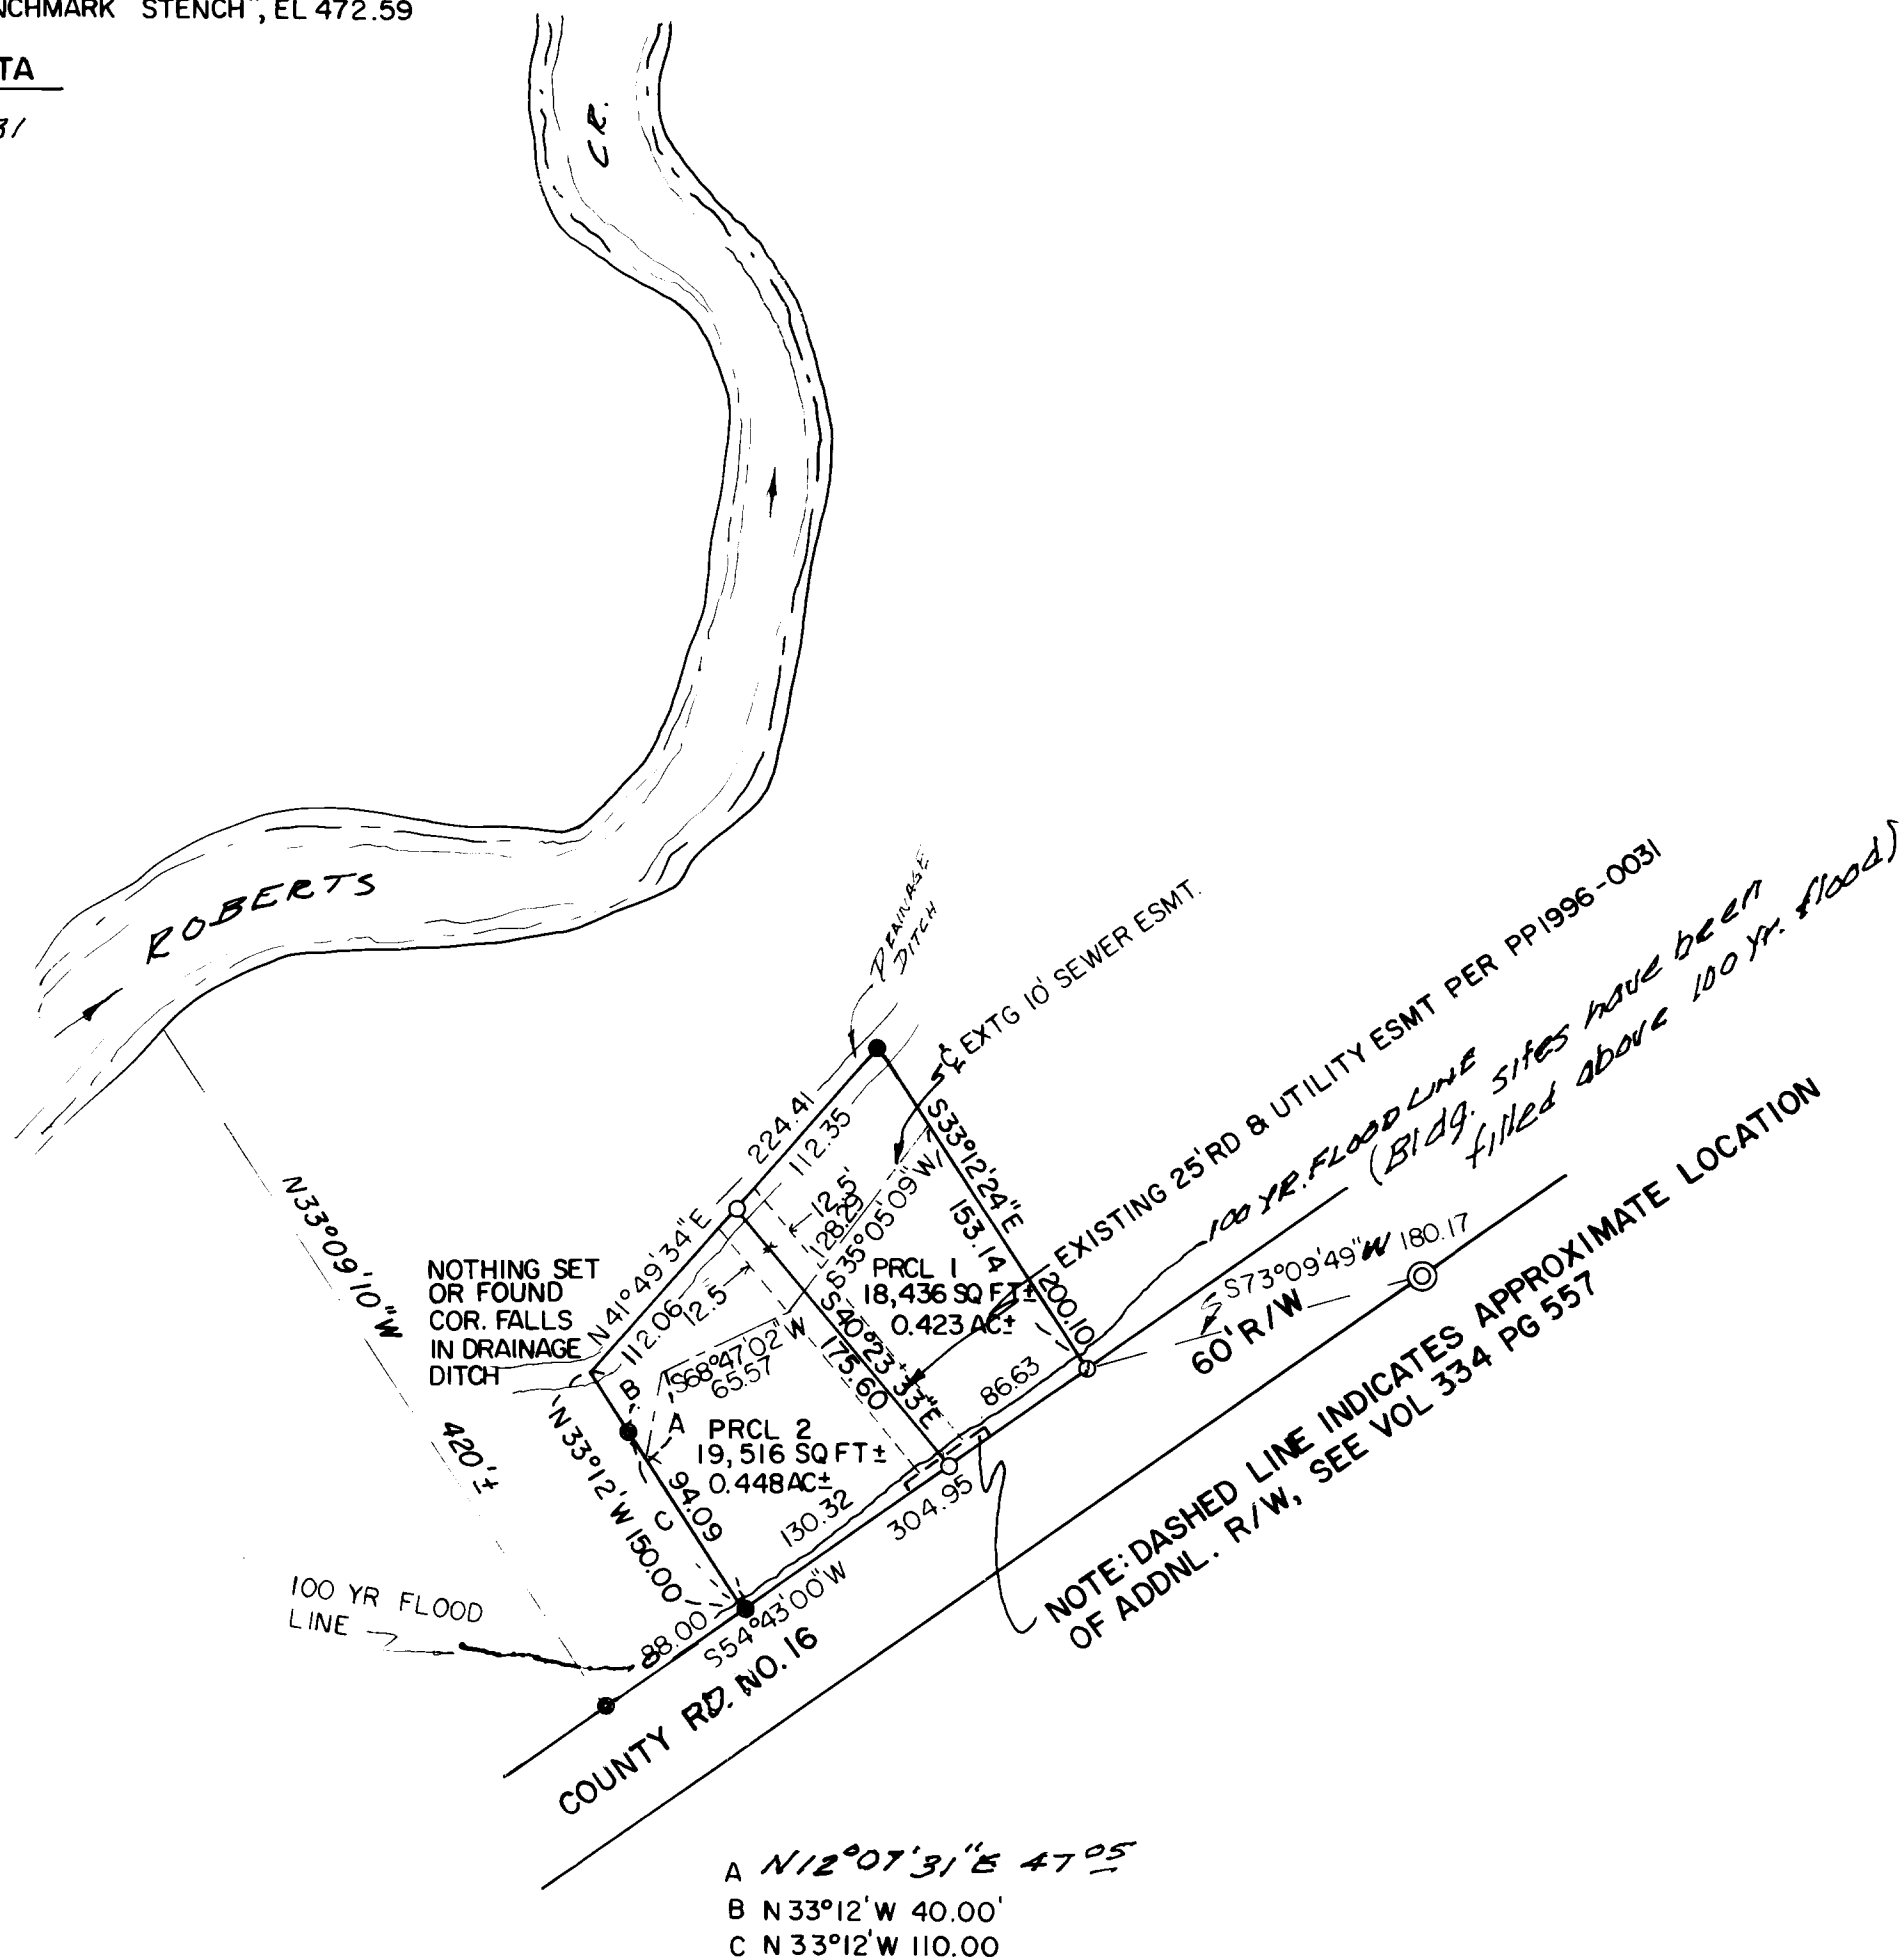 NCHMARK STENCH", EL 472.59
TA
31
CR.
ROBERTS
DRAINAGE
DITCH
5' ℄ EXTG 10' SEWER ESMT.
EXISTING 25' RD & UTILITY ESMT PER PP1996-0031
100 YR. FLOOD LINE
(Bldg. sites have been
filled above 100 yr. flood)
224.41
112.35
S33°12'24"E
153.14
200.10
12.5'
128.29
S35°05'09"W
N33°09'10"W
420'±
NOTHING SET
OR FOUND
COR. FALLS
IN DRAINAGE
DITCH
N41°49'34"E
112.06
12.5'
PRCL 1
18,436 SQ FT±
0.423 AC±
S40°23'33"E
175.60
S73°09'49"W 180.17
60' R/W
S68°47'02"W
65.57
86.63
B
A
PRCL 2
19,516 SQ FT±
0.448 AC±
94.09
C
N33°12'W 150.00
130.32
304.95
88.00
S54°43'00"W
100 YR FLOOD
LINE
COUNTY RD. NO. 16
NOTE: DASHED LINE INDICATES APPROXIMATE LOCATION
OF ADDNL. R/W, SEE VOL 334 PG 557
A N12°07'31"E 47.05
B N33°12'W 40.00'
C N33°12'W 110.00